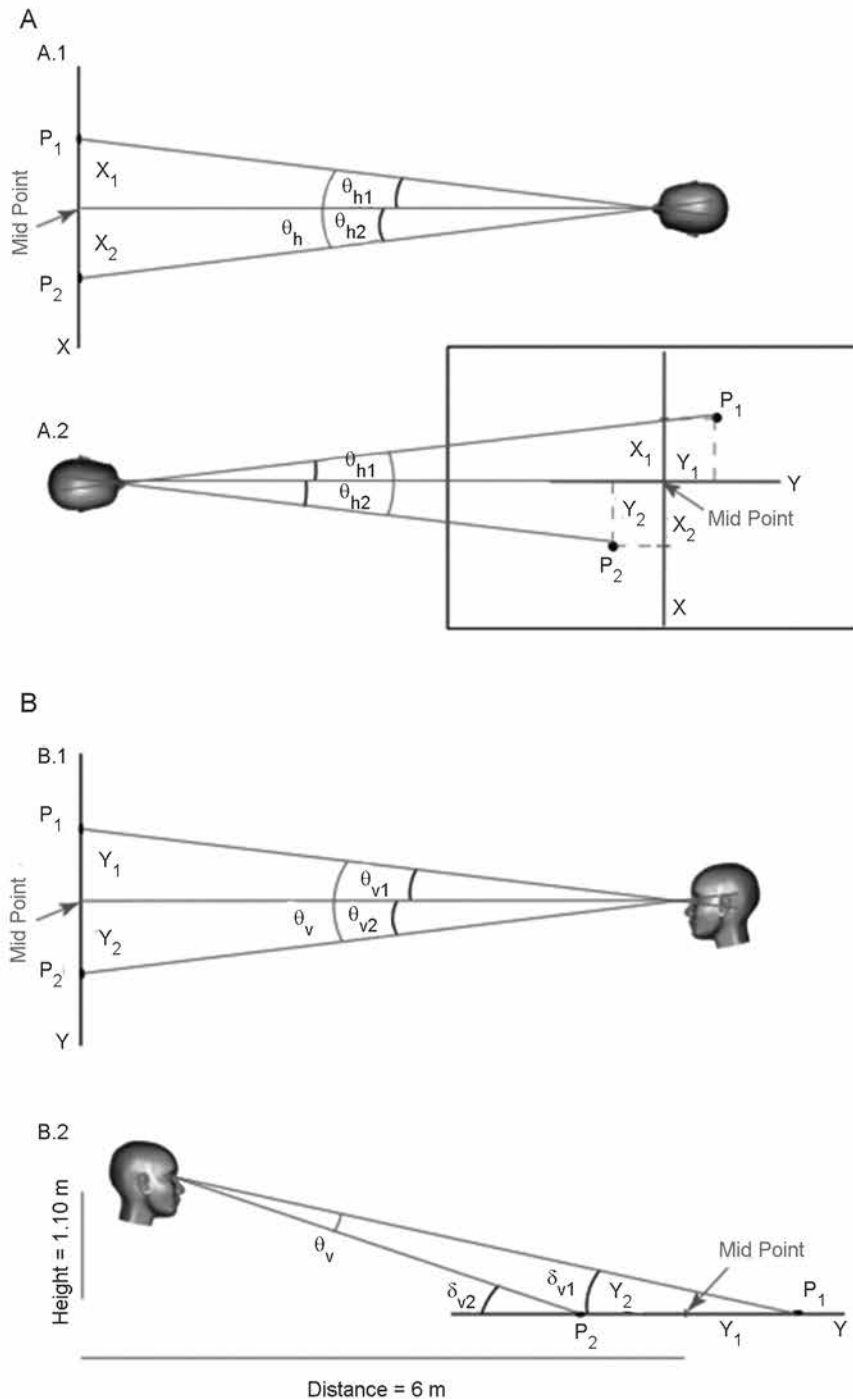 A
A.1
P1
X1
θh1
Mid Point
θh
θh2
X2
P2
X
A.2
P1
θh1
X1
Y1
Y
θh2
Y2
X2
Mid Point
P2
X
B
B.1
P1
Y1
θv1
Mid Point
θv
θv2
Y2
P2
Y
B.2
Height = 1.10 m
θv
Mid Point
δv2
δv1
Y2
P1
P2
Y1
Y
Distance = 6 m